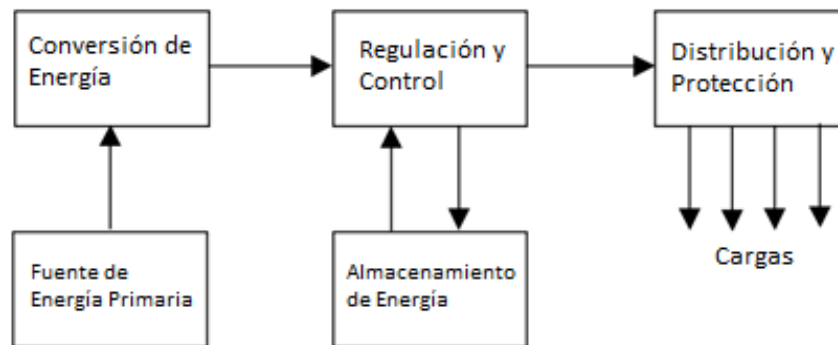 Conversión de
Energía
Regulación y
Control
Distribución y
Protección
Fuente de
Energía Primaria
Almacenamiento
de Energía
Cargas